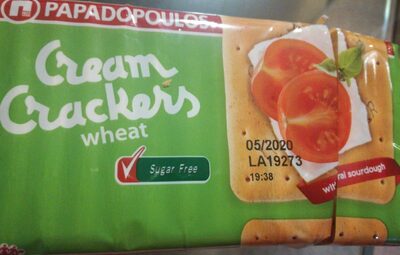 PAPADOPOULOS
Cream
Crackers
wheat
Sugar Free
05/2020
LA19273
19:38
sourdough